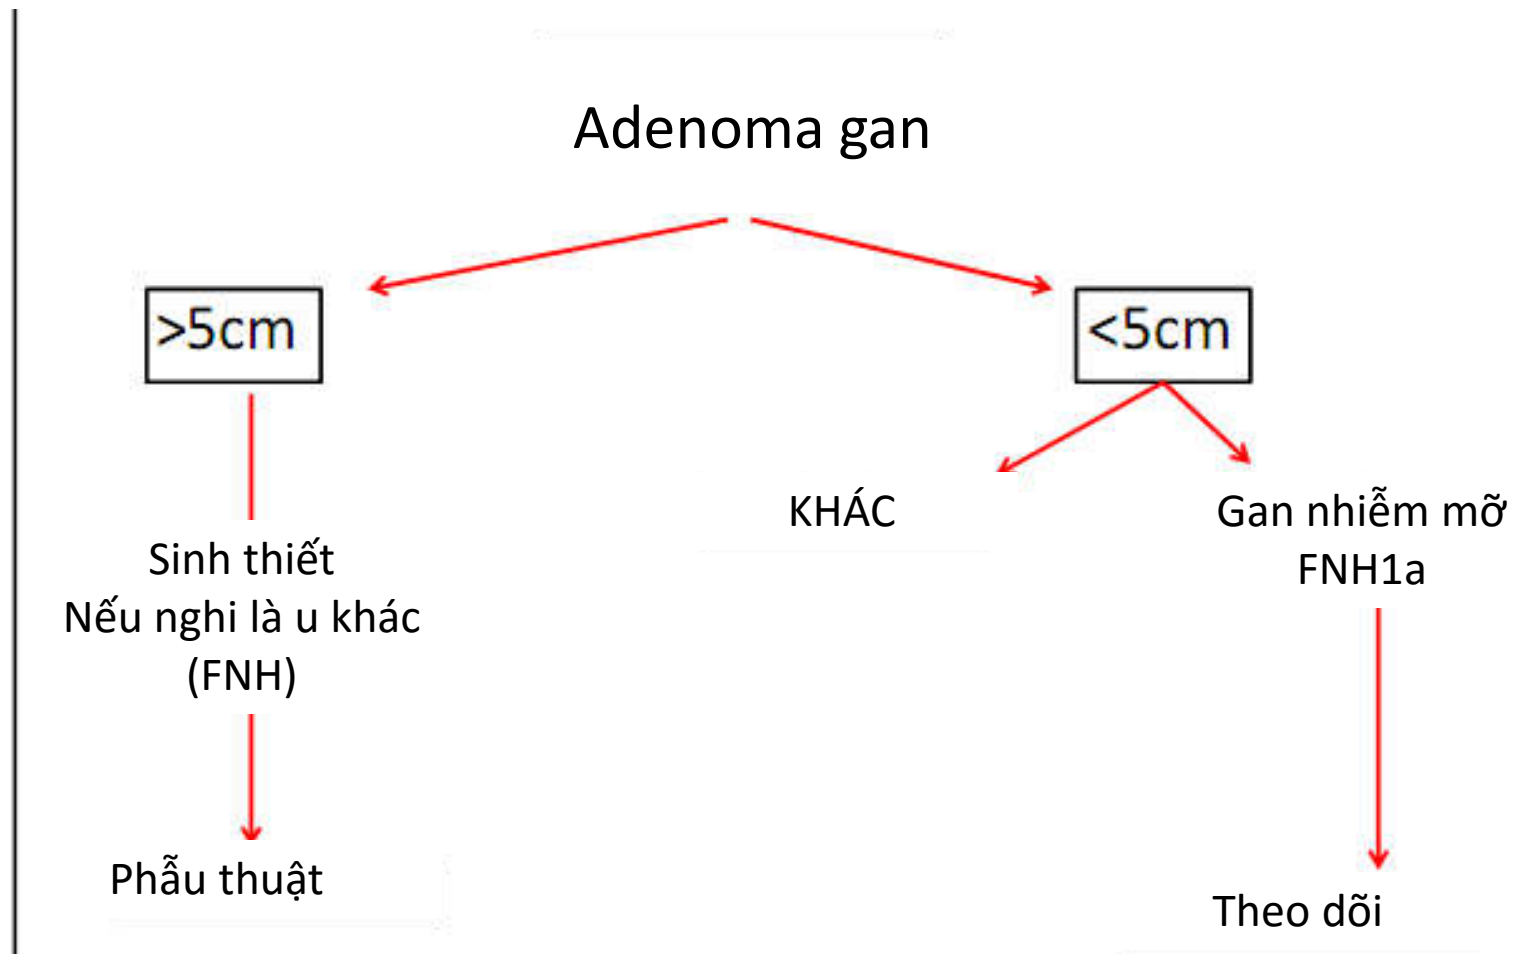 Adenoma gan
>5cm
<5cm
KHÁC
Gan nhiễm mỡ
FNH1a
Sinh thiết
Nếu nghi là u khác
(FNH)
Phẫu thuật
Theo dõi